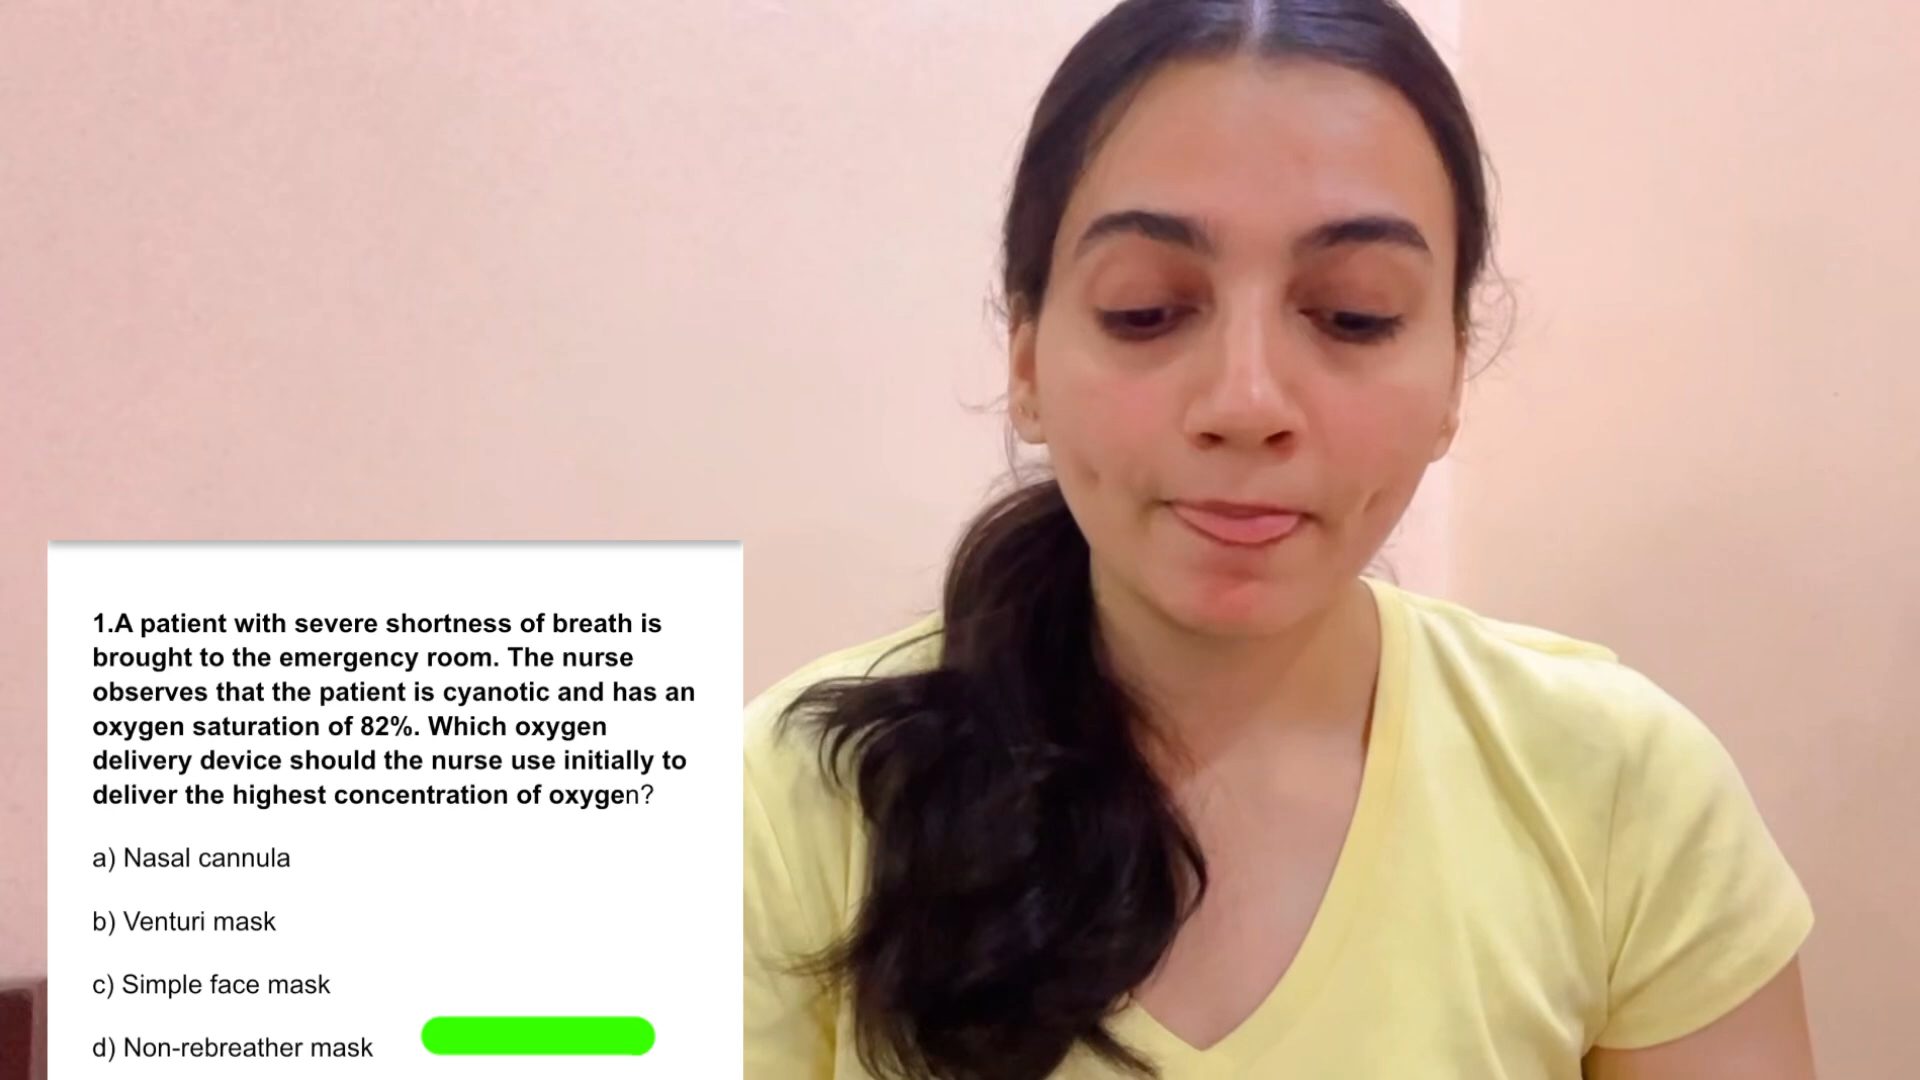 1.A patient with severe shortness of breath is
brought to the emergency room. The nurse
observes that the patient is cyanotic and has an
oxygen saturation of 82%. Which oxygen
delivery device should the nurse use initially to
deliver the highest concentration of oxygen?
a) Nasal cannula
b) Venturi mask
c) Simple face mask
d) Non-rebreather mask